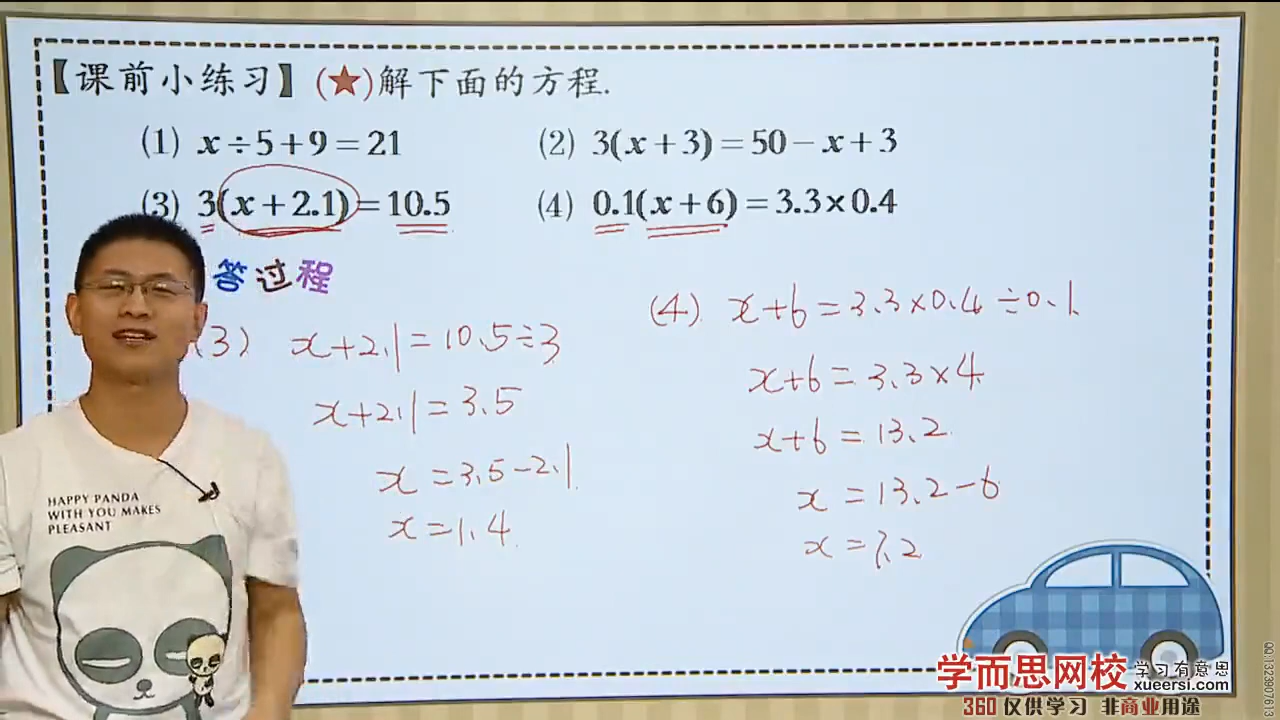 【课前小练习】(★)解下面的方程.
(1) x÷5+9=21
(2) 3(x+3)=50-x+3
(3) 3(x+2.1)=10.5
(4) 0.1(x+6)=3.3×0.4
答过程
(3) x+2.1=10.5÷3
x+2.1=3.5
x=3.5-2.1
x=1.4
(4). x+6=3.3×0.4÷0.1
x+6=3.3×4
x+6=13.2
x=13.2-6
x=7.2
HAPPY PANDA
WITH YOU MAKES
PLEASANT
学而思网校 学习有意思
xueersi.com
360 仅供学习 非商业用途